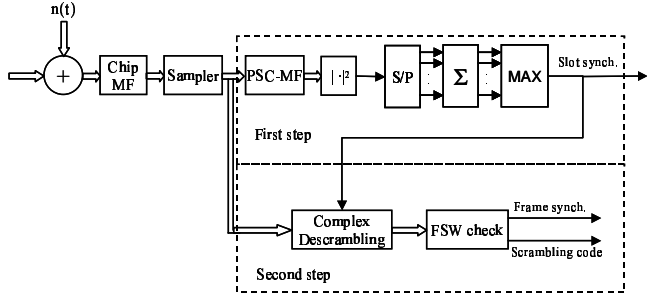 n(t)
+
Chip
MF
Sampler
PSC-MF
| · |²
S/P
Σ
MAX
Slot synch.
First step
Complex
Descrambling
FSW check
Frame synch.
Scrambling code
Second step